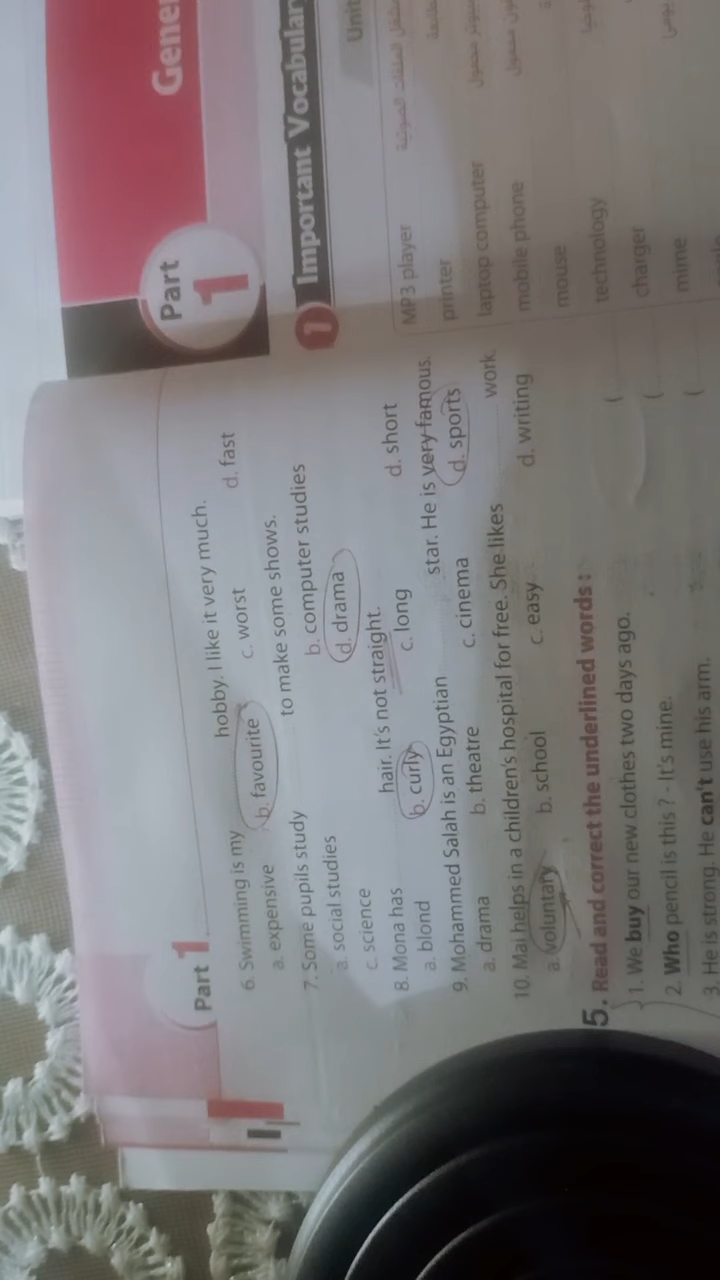 Part 1
6. Swimming is my hobby. I like it very much.
a. expensive b. favourite c. worst d. fast
7. Some pupils study to make some shows.
a. social studies b. computer studies
c. science d. drama
8. Mona has hair. It's not straight.
a. blond b. curly c. long d. short
9. Mohammed Salah is an Egyptian star. He is very famous.
a. drama b. theatre c. cinema d. sports
10. Mai helps in a children's hospital for free. She likes work.
a. voluntary b. school c. easy d. writing
5. Read and correct the underlined words :
1. We buy our new clothes two days ago. (
2. Who pencil is this ? - It's mine. (
3. He is strong. He can't use his arm. (
Part 1
1 Important Vocabular
Unit
MP3 player
printer
laptop computer
mobile phone
mouse
technology
charger
mime